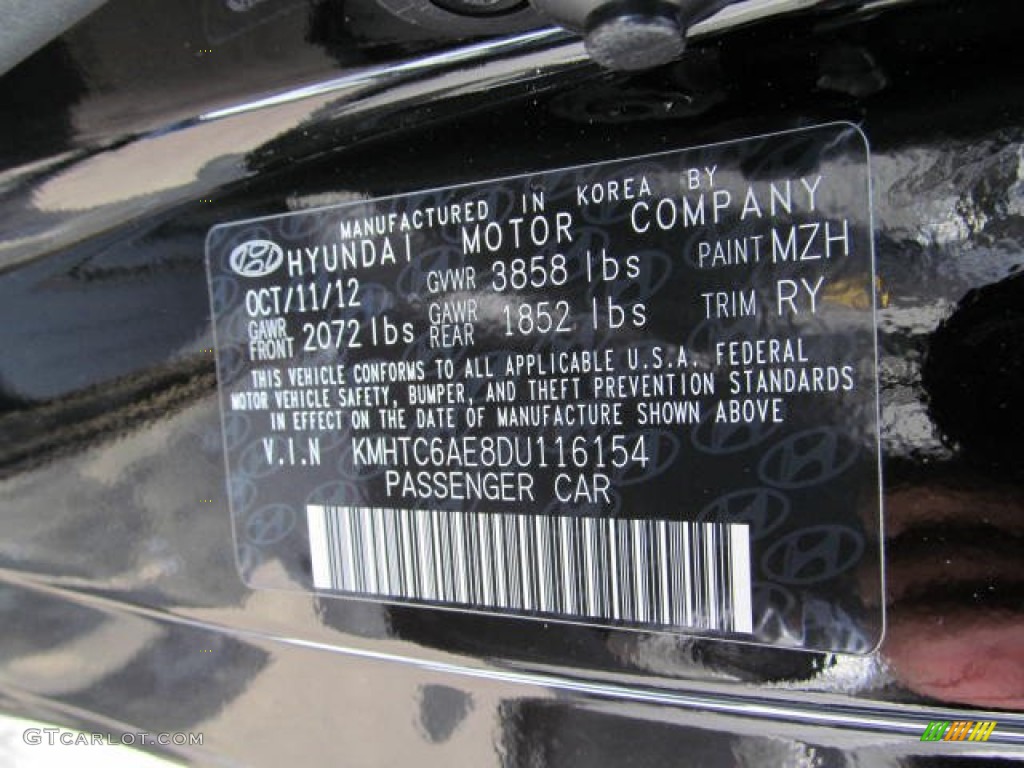 MANUFACTURED IN KOREA BY
HYUNDAI MOTOR COMPANY
OCT/11/12 GVWR 3858 lbs PAINT MZH
GAWR FRONT 2072 lbs GAWR REAR 1852 lbs TRIM RY
THIS VEHICLE CONFORMS TO ALL APPLICABLE U.S.A. FEDERAL
MOTOR VEHICLE SAFETY, BUMPER, AND THEFT PREVENTION STANDARDS
IN EFFECT ON THE DATE OF MANUFACTURE SHOWN ABOVE
V.I.N KMHTC6AE8DU116154
PASSENGER CAR
GTCARLOT.COM